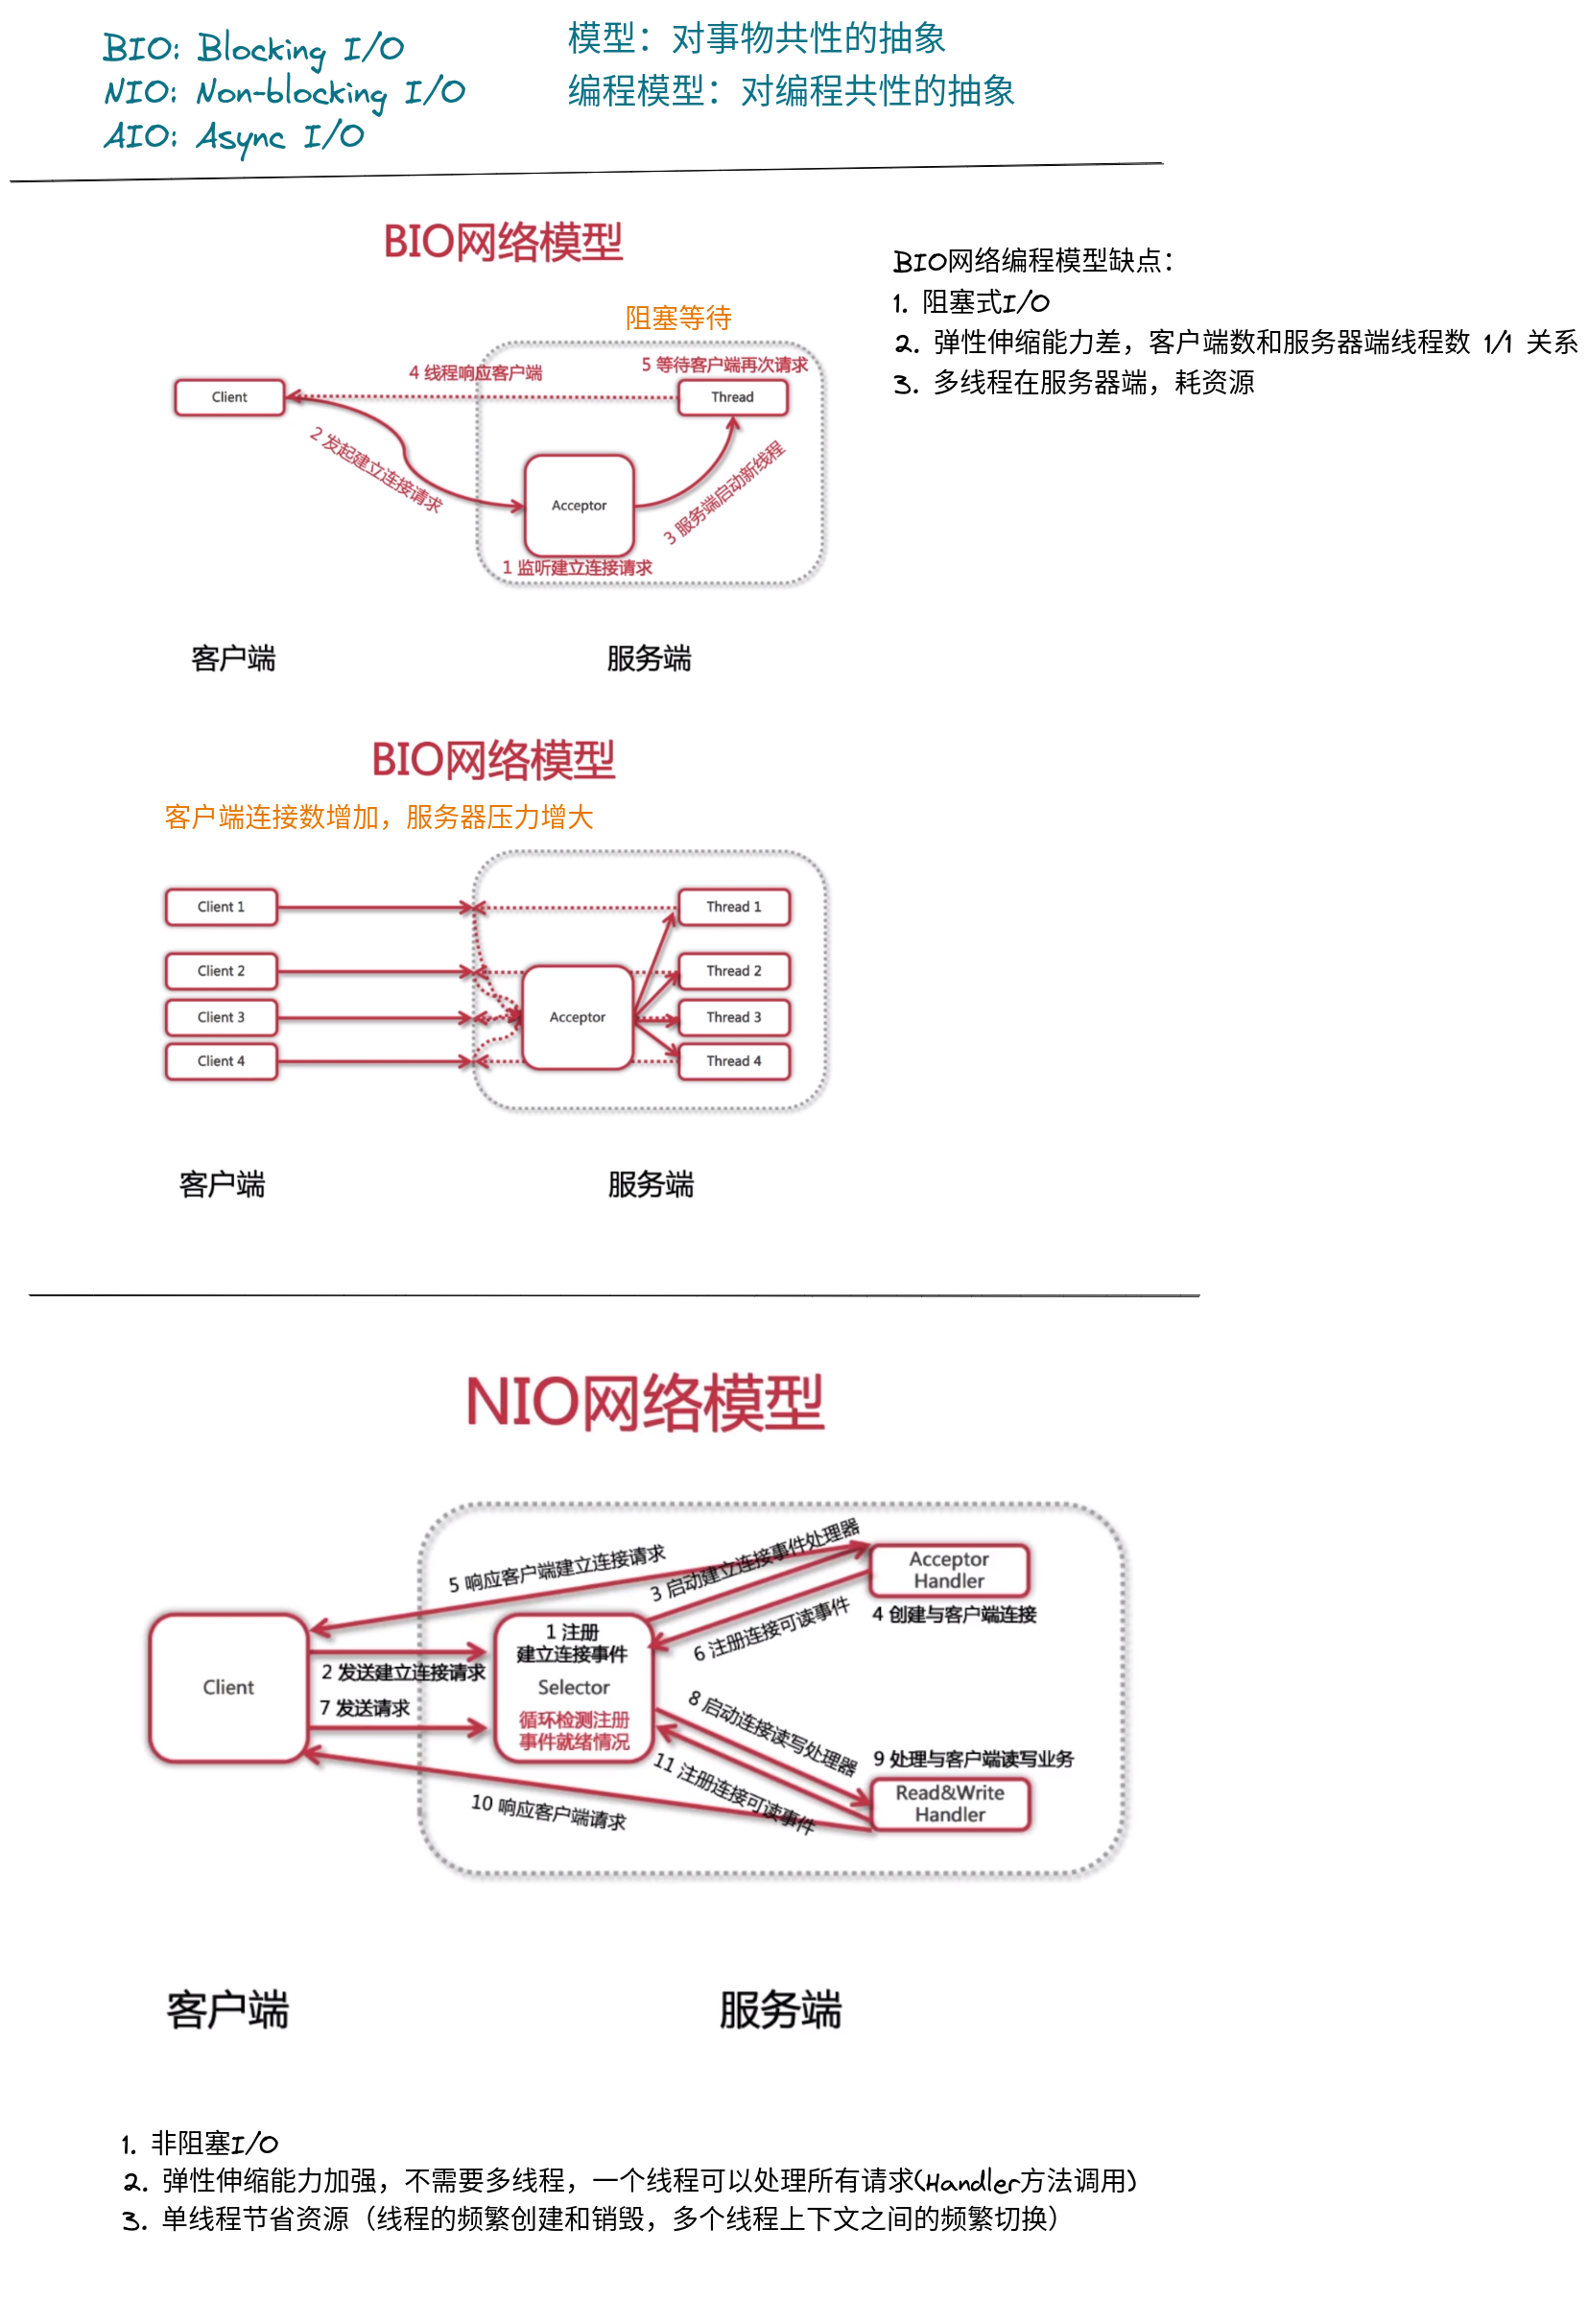 BIO: Blocking I/O
NIO: Non-blocking I/O
AIO: Async I/O
模型：对事物共性的抽象
编程模型：对编程共性的抽象
BIO网络模型
阻塞等待
4 线程响应客户端
5 等待客户端再次请求
Client
Thread
2 发起建立连接请求
Acceptor
3 服务端启动新线程
1 监听建立连接请求
客户端
服务端
BIO网络编程模型缺点：
1. 阻塞式I/O
2. 弹性伸缩能力差，客户端数和服务器端线程数 1/1 关系
3. 多线程在服务器端，耗资源
BIO网络模型
客户端连接数增加，服务器压力增大
Client 1
Thread 1
Client 2
Thread 2
Client 3
Acceptor
Thread 3
Client 4
Thread 4
客户端
服务端
NIO网络模型
5 响应客户端建立连接请求
3 启动建立连接事件处理器
Acceptor
Handler
4 创建与客户端连接
6 注册连接可读事件
1 注册
建立连接事件
Selector
循环检测注册
事件就绪情况
Client
2 发送建立连接请求
7 发送请求
8 启动连接读写处理器
9 处理与客户端读写业务
Read&Write
Handler
11 注册连接可读事件
10 响应客户端请求
客户端
服务端
1. 非阻塞I/O
2. 弹性伸缩能力加强，不需要多线程，一个线程可以处理所有请求(Handler方法调用)
3. 单线程节省资源（线程的频繁创建和销毁，多个线程上下文之间的频繁切换）